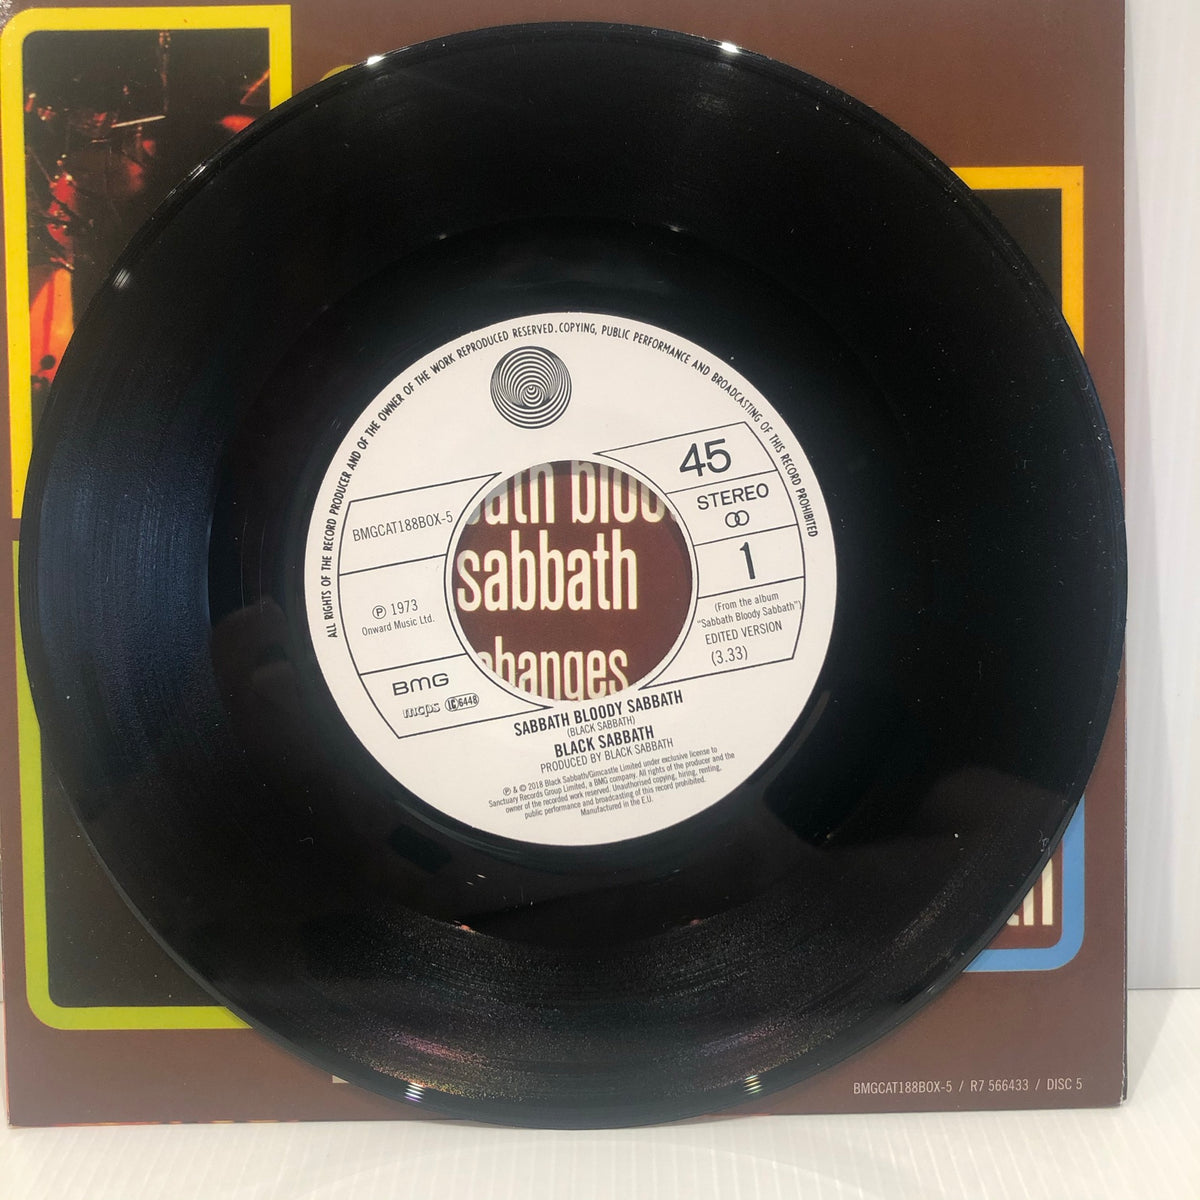 ALL RIGHTS OF THE RECORD PRODUCER AND OF THE OWNER OF THE WORK REPRODUCED RESERVED. COPYING, PUBLIC PERFORMANCE AND BROADCASTING OF THIS RECORD PROHIBITED
45
STEREO
1
(From the album
"Sabbath Bloody Sabbath")
EDITED VERSION
(3.33)
BMGCAT188BOX-5
℗ 1973
Onward Music Ltd.
BMG
mcps LC 6448
sabbath
changes
SABBATH BLOODY SABBATH
(BLACK SABBATH)
BLACK SABBATH
PRODUCED BY BLACK SABBATH
℗ & © 2018 Black Sabbath/Gimcastle Limited under exclusive license to
Sanctuary Records Group Limited, a BMG company. All rights of the producer and the
owner of the recorded work reserved. Unauthorised copying, hiring, renting,
public performance and broadcasting of this record prohibited.
Manufactured in the E.U.
BMGCAT188BOX-5 / R7 566433 / DISC 5